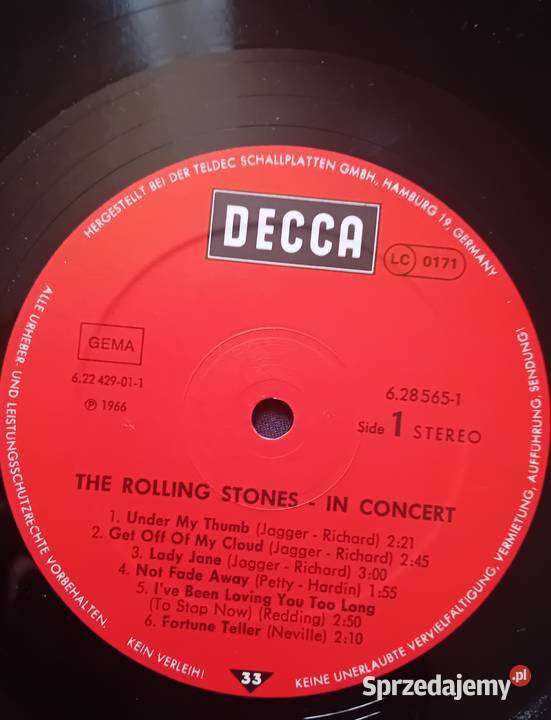 HERGESTELLT BEI DER TELDEC SCHALLPLATTEN GMBH., HAMBURG 19, GERMANY
DECCA
LC 0171
GEMA
6.22 429-01-1
℗ 1966
6.28565-1
Side 1 STEREO
THE ROLLING STONES - IN CONCERT
1. Under My Thumb (Jagger - Richard) 2:21
2. Get Off Of My Cloud (Jagger - Richard) 2:45
3. Lady Jane (Jagger - Richard) 3:00
4. Not Fade Away (Petty - Hardin) 1:55
5. I've Been Loving You Too Long
(To Stop Now) (Redding) 2:50
6. Fortune Teller (Neville) 2:10
ALLE URHEBER- UND LEISTUNGSSCHUTZRECHTE VORBEHALTEN.
KEIN VERLEIH!
33
KEINE UNERLAUBTE VERVIELFÄLTIGUNG, VERMIETUNG, AUFFÜHRUNG, SENDUNG!
Sprzedajemy.pl